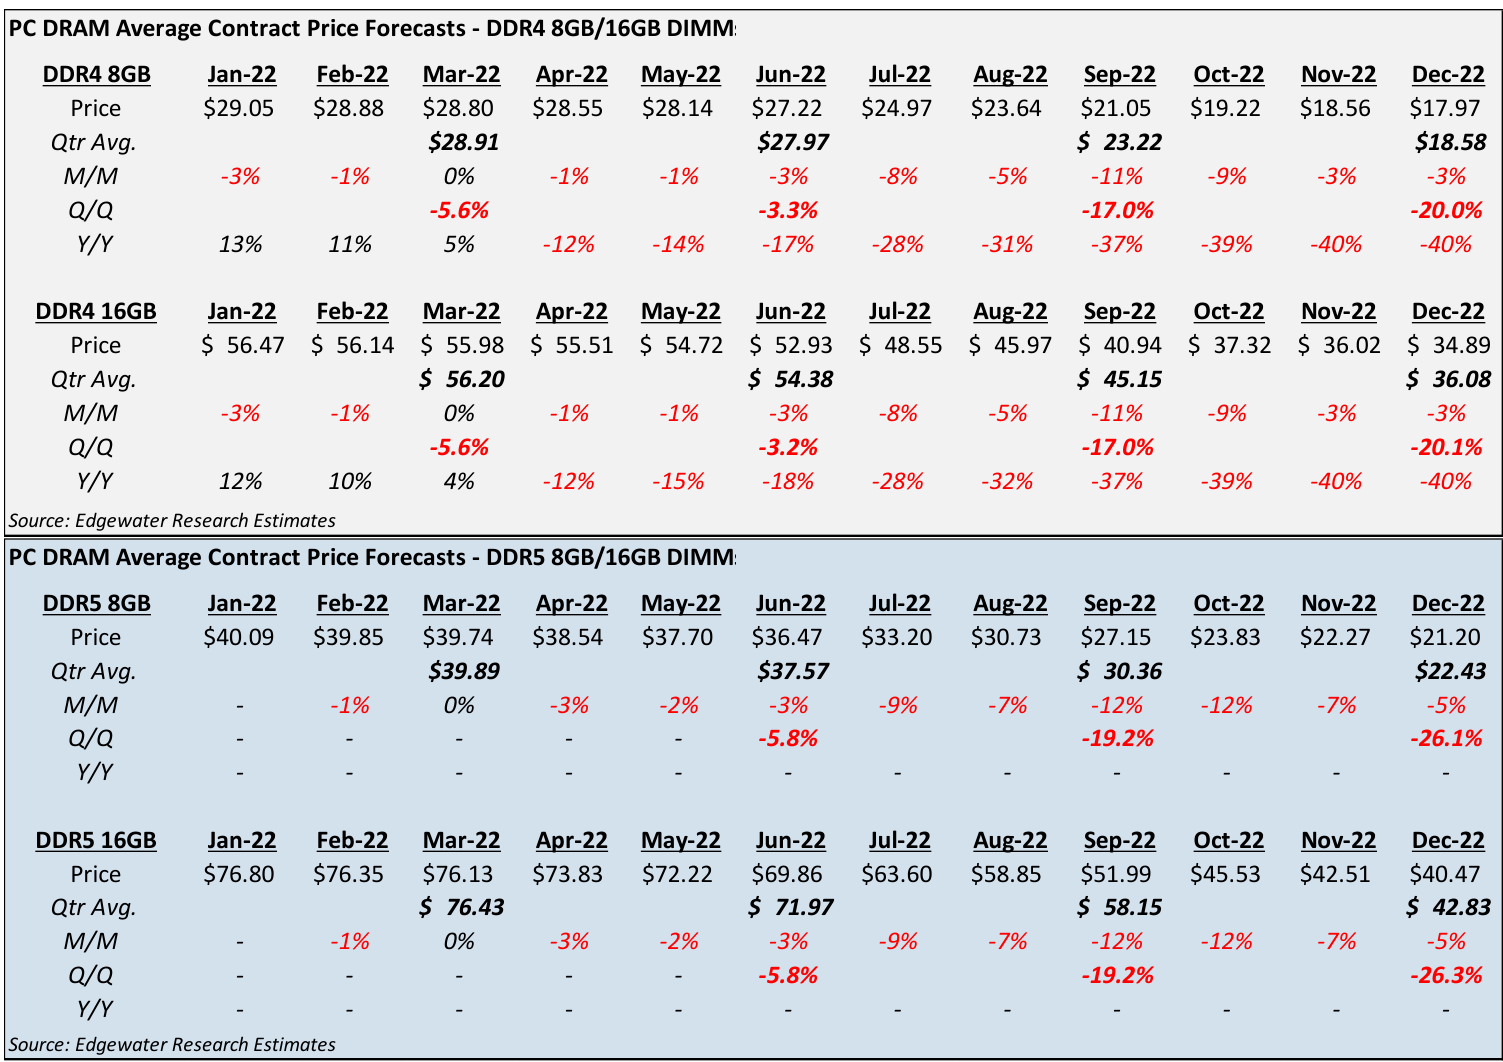 PC DRAM Average Contract Price Forecasts - DDR4 8GB/16GB DIMM
DDR4 8GB Jan-22 Feb-22 Mar-22 Apr-22 May-22 Jun-22 Jul-22 Aug-22 Sep-22 Oct-22 Nov-22 Dec-22
Price $29.05 $28.88 $28.80 $28.55 $28.14 $27.22 $24.97 $23.64 $21.05 $19.22 $18.56 $17.97
Qtr Avg. $28.91 $27.97 $ 23.22 $18.58
M/M -3% -1% 0% -1% -1% -3% -8% -5% -11% -9% -3% -3%
Q/Q -5.6% -3.3% -17.0% -20.0%
Y/Y 13% 11% 5% -12% -14% -17% -28% -31% -37% -39% -40% -40%
DDR4 16GB Jan-22 Feb-22 Mar-22 Apr-22 May-22 Jun-22 Jul-22 Aug-22 Sep-22 Oct-22 Nov-22 Dec-22
Price $ 56.47 $ 56.14 $ 55.98 $ 55.51 $ 54.72 $ 52.93 $ 48.55 $ 45.97 $ 40.94 $ 37.32 $ 36.02 $ 34.89
Qtr Avg. $ 56.20 $ 54.38 $ 45.15 $ 36.08
M/M -3% -1% 0% -1% -1% -3% -8% -5% -11% -9% -3% -3%
Q/Q -5.6% -3.2% -17.0% -20.1%
Y/Y 12% 10% 4% -12% -15% -18% -28% -32% -37% -39% -40% -40%
Source: Edgewater Research Estimates
PC DRAM Average Contract Price Forecasts - DDR5 8GB/16GB DIMM
DDR5 8GB Jan-22 Feb-22 Mar-22 Apr-22 May-22 Jun-22 Jul-22 Aug-22 Sep-22 Oct-22 Nov-22 Dec-22
Price $40.09 $39.85 $39.74 $38.54 $37.70 $36.47 $33.20 $30.73 $27.15 $23.83 $22.27 $21.20
Qtr Avg. $39.89 $37.57 $ 30.36 $22.43
M/M - -1% 0% -3% -2% -3% -9% -7% -12% -12% -7% -5%
Q/Q - - - - - -5.8% -19.2% -26.1%
Y/Y - - - - - - - - - - - -
DDR5 16GB Jan-22 Feb-22 Mar-22 Apr-22 May-22 Jun-22 Jul-22 Aug-22 Sep-22 Oct-22 Nov-22 Dec-22
Price $76.80 $76.35 $76.13 $73.83 $72.22 $69.86 $63.60 $58.85 $51.99 $45.53 $42.51 $40.47
Qtr Avg. $ 76.43 $ 71.97 $ 58.15 $ 42.83
M/M - -1% 0% -3% -2% -3% -9% -7% -12% -12% -7% -5%
Q/Q - - - - - -5.8% -19.2% -26.3%
Y/Y - - - - - - - - - - - -
Source: Edgewater Research Estimates